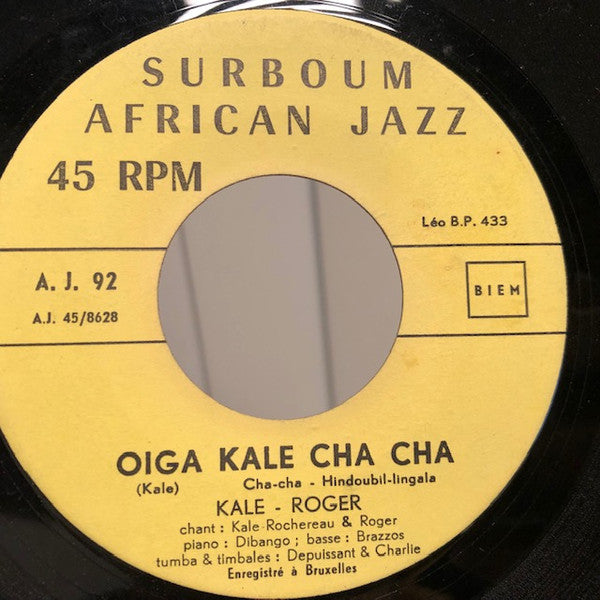 SURBOUM
AFRICAN JAZZ
45 RPM
Léo B.P. 433
A. J. 92
A.J. 45/8628
BIEM
OIGA KALE CHA CHA
(Kale) Cha-cha - Hindoubil-lingala
KALE - ROGER
chant : Kale-Rochereau & Roger
piano : Dibango ; basse : Brazzos
tumba & timbales : Depuissant & Charlie
Enregistré à Bruxelles